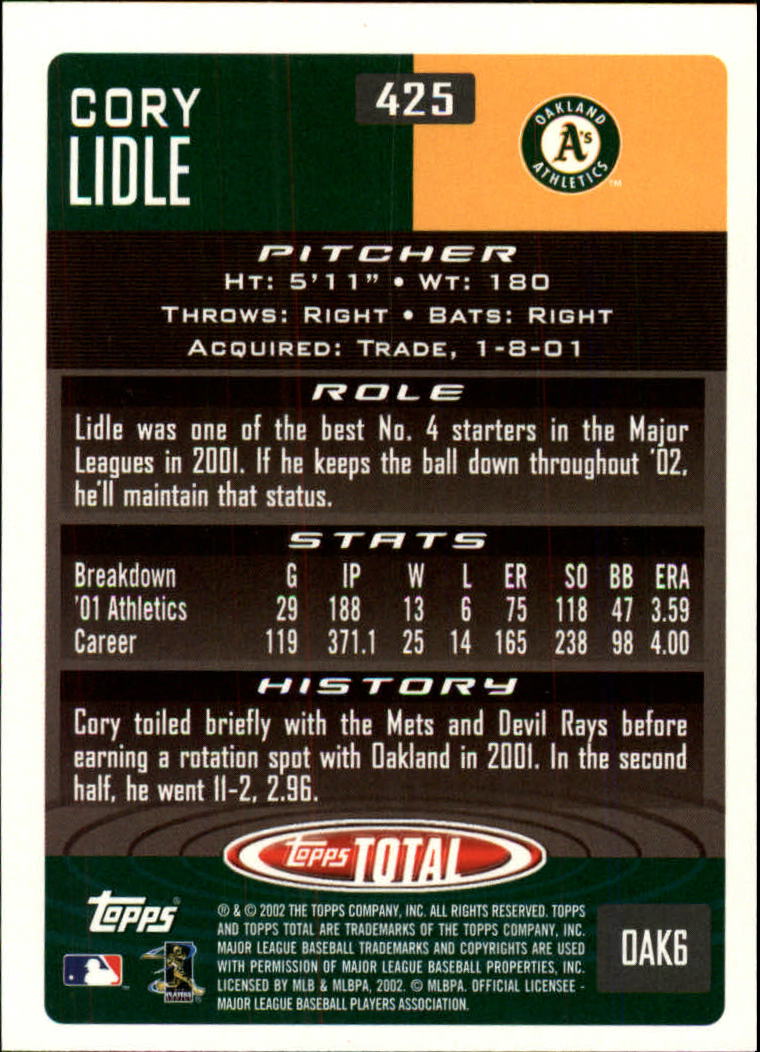 CORY
LIDLE
425
OAKLAND
A's
ATHLETICS
TM
PITCHER
HT: 5'11" • WT: 180
THROWS: RIGHT • BATS: RIGHT
ACQUIRED: TRADE, 1-8-01
ROLE
Lidle was one of the best No. 4 starters in the Major
Leagues in 2001. If he keeps the ball down throughout '02,
he'll maintain that status.
STATS
Breakdown G IP W L ER SO BB ERA
'01 Athletics 29 188 13 6 75 118 47 3.59
Career 119 371.1 25 14 165 238 98 4.00
HISTORY
Cory toiled briefly with the Mets and Devil Rays before
earning a rotation spot with Oakland in 2001. In the second
half, he went 11-2, 2.96.
Topps TOTAL
Topps®
® & © 2002 THE TOPPS COMPANY, INC. ALL RIGHTS RESERVED. TOPPS
AND TOPPS TOTAL ARE TRADEMARKS OF THE TOPPS COMPANY, INC.
MAJOR LEAGUE BASEBALL TRADEMARKS AND COPYRIGHTS ARE USED
WITH PERMISSION OF MAJOR LEAGUE BASEBALL PROPERTIES, INC.
LICENSED BY MLB & MLBPA, 2002. © MLBPA. OFFICIAL LICENSEE -
MAJOR LEAGUE BASEBALL PLAYERS ASSOCIATION.
OAK6
PLAYERS